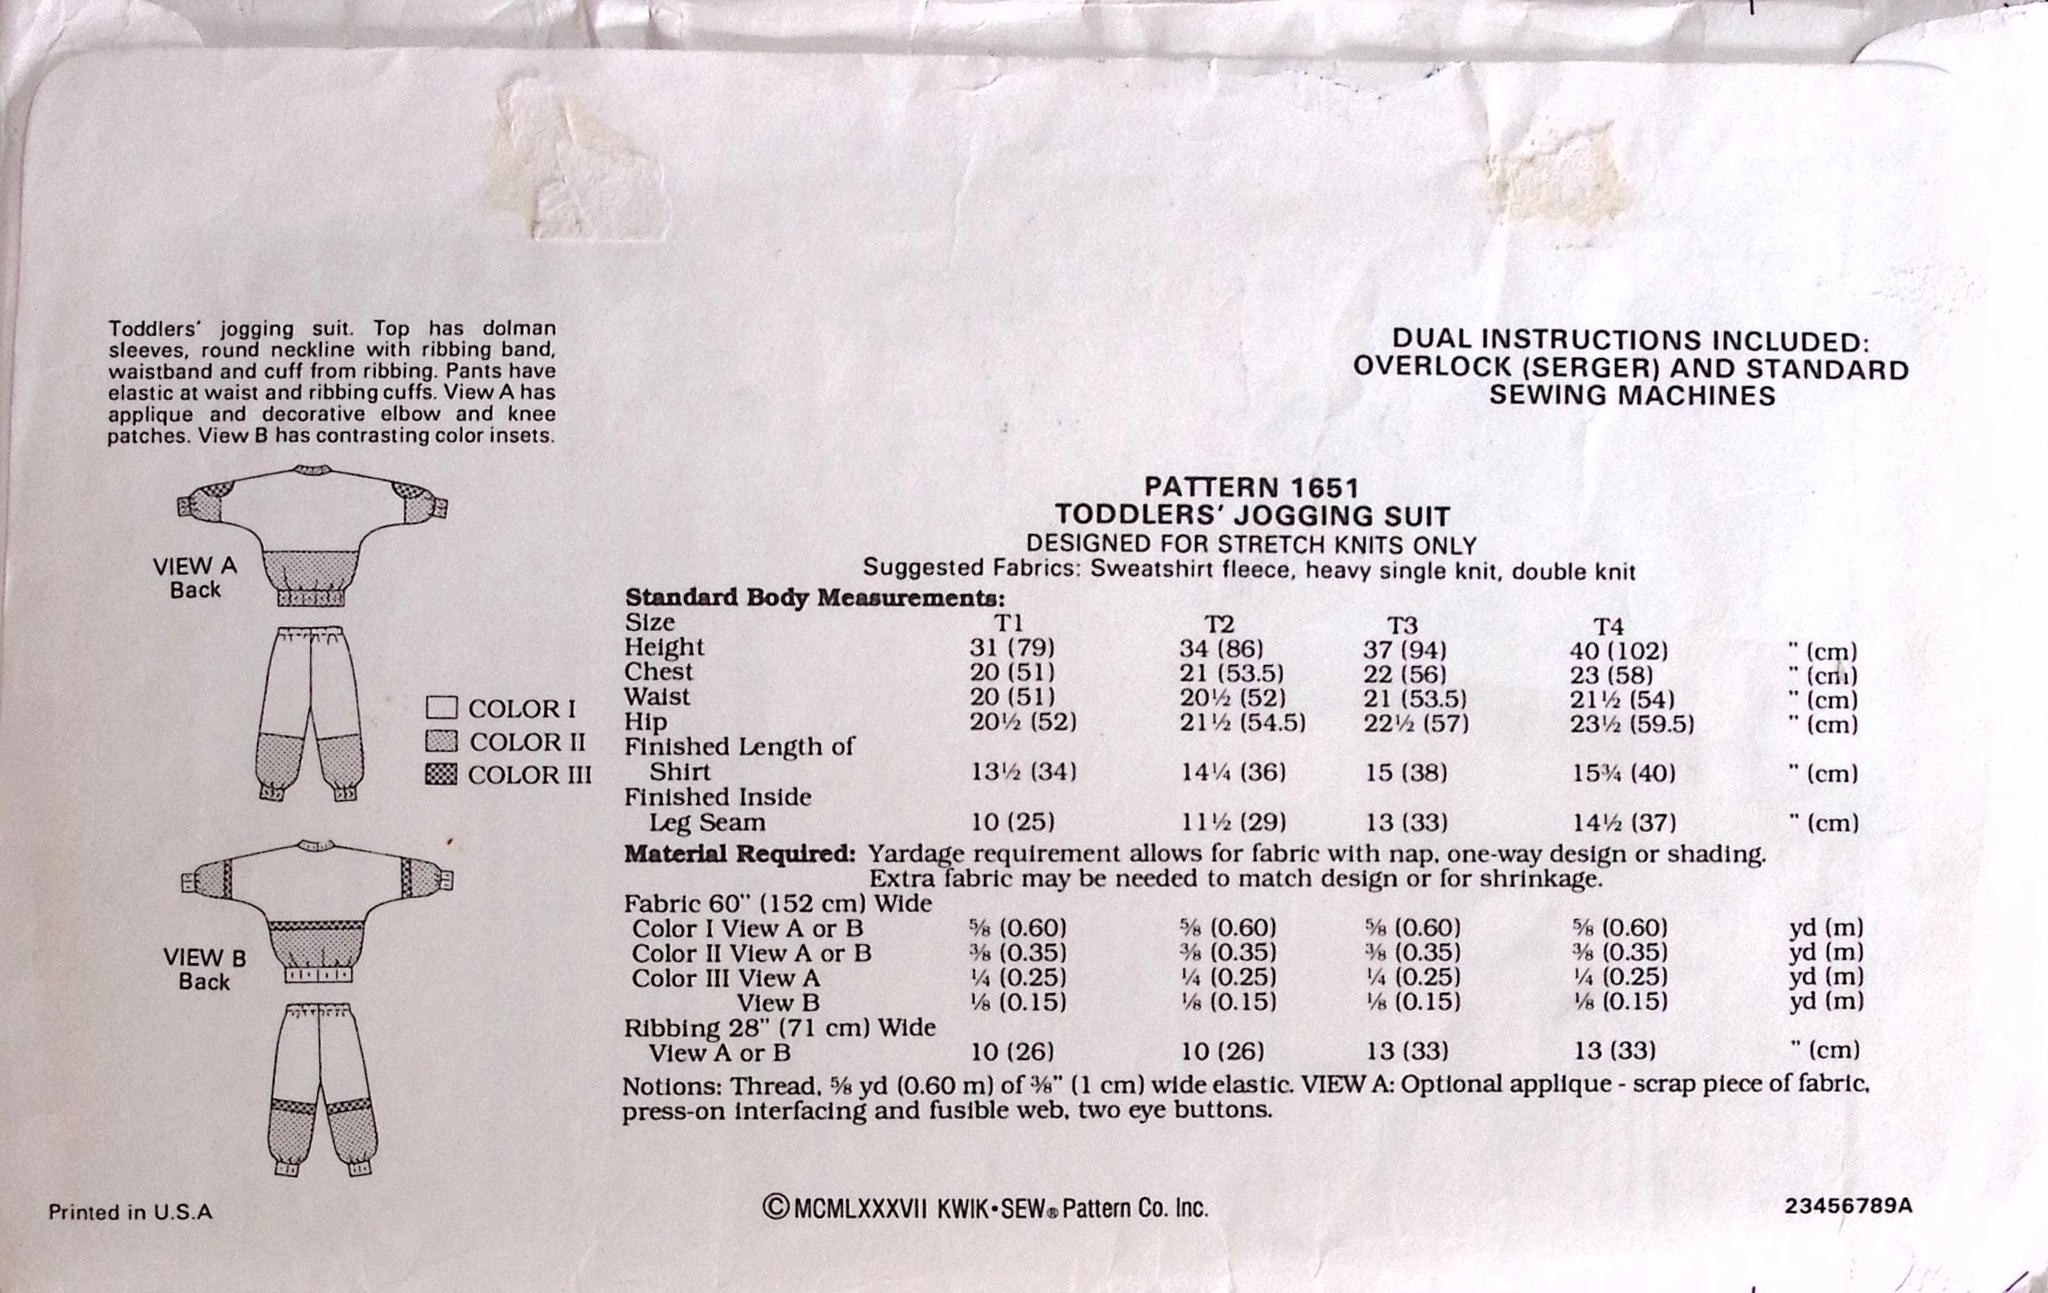 Toddlers' jogging suit. Top has dolman
sleeves, round neckline with ribbing band,
waistband and cuff from ribbing. Pants have
elastic at waist and ribbing cuffs. View A has
applique and decorative elbow and knee
patches. View B has contrasting color insets.
VIEW A
Back
COLOR I
COLOR II
COLOR III
VIEW B
Back
DUAL INSTRUCTIONS INCLUDED:
OVERLOCK (SERGER) AND STANDARD
SEWING MACHINES
PATTERN 1651
TODDLERS' JOGGING SUIT
DESIGNED FOR STRETCH KNITS ONLY
Suggested Fabrics: Sweatshirt fleece, heavy single knit, double knit
Standard Body Measurements:
Size T1 T2 T3 T4
Height 31 (79) 34 (86) 37 (94) 40 (102) " (cm)
Chest 20 (51) 21 (53.5) 22 (56) 23 (58) " (cm)
Waist 20 (51) 20½ (52) 21 (53.5) 21½ (54) " (cm)
Hip 20½ (52) 21½ (54.5) 22½ (57) 23½ (59.5) " (cm)
Finished Length of
Shirt 13½ (34) 14¼ (36) 15 (38) 15¾ (40) " (cm)
Finished Inside
Leg Seam 10 (25) 11½ (29) 13 (33) 14½ (37) " (cm)
Material Required: Yardage requirement allows for fabric with nap, one-way design or shading.
Extra fabric may be needed to match design or for shrinkage.
Fabric 60" (152 cm) Wide
Color I View A or B ⅝ (0.60) ⅝ (0.60) ⅝ (0.60) ⅝ (0.60) yd (m)
Color II View A or B ⅜ (0.35) ⅜ (0.35) ⅜ (0.35) ⅜ (0.35) yd (m)
Color III View A ¼ (0.25) ¼ (0.25) ¼ (0.25) ¼ (0.25) yd (m)
View B ⅛ (0.15) ⅛ (0.15) ⅛ (0.15) ⅛ (0.15) yd (m)
Ribbing 28" (71 cm) Wide
View A or B 10 (26) 10 (26) 13 (33) 13 (33) " (cm)
Notions: Thread, ⅝ yd (0.60 m) of ⅜" (1 cm) wide elastic. VIEW A: Optional applique - scrap piece of fabric,
press-on interfacing and fusible web, two eye buttons.
Printed in U.S.A
©MCMLXXXVII KWIK•SEW® Pattern Co. Inc.
23456789A